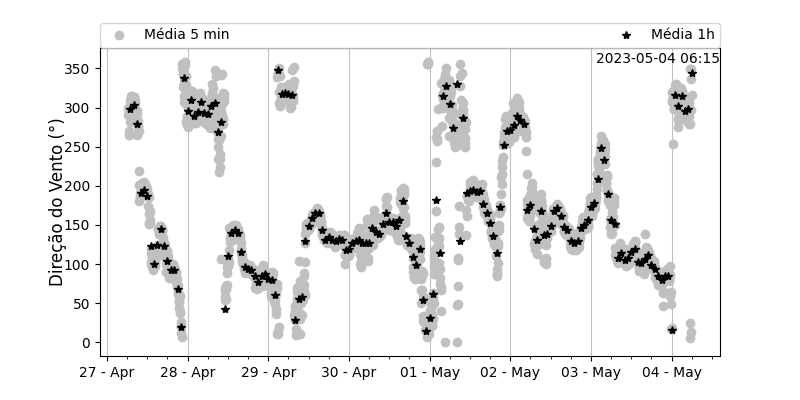 Média 5 min
Média 1h
2023-05-04 06:15
Direção do Vento (°)
350
300
250
200
150
100
50
0
27 - Apr
28 - Apr
29 - Apr
30 - Apr
01 - May
02 - May
03 - May
04 - May